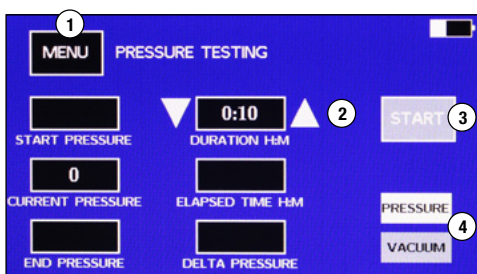 1
MENU PRESSURE TESTING
0:10
2
START
3
START PRESSURE
DURATION H:M
0
CURRENT PRESSURE
ELAPSED TIME H:M
PRESSURE
4
VACUUM
END PRESSURE
DELTA PRESSURE